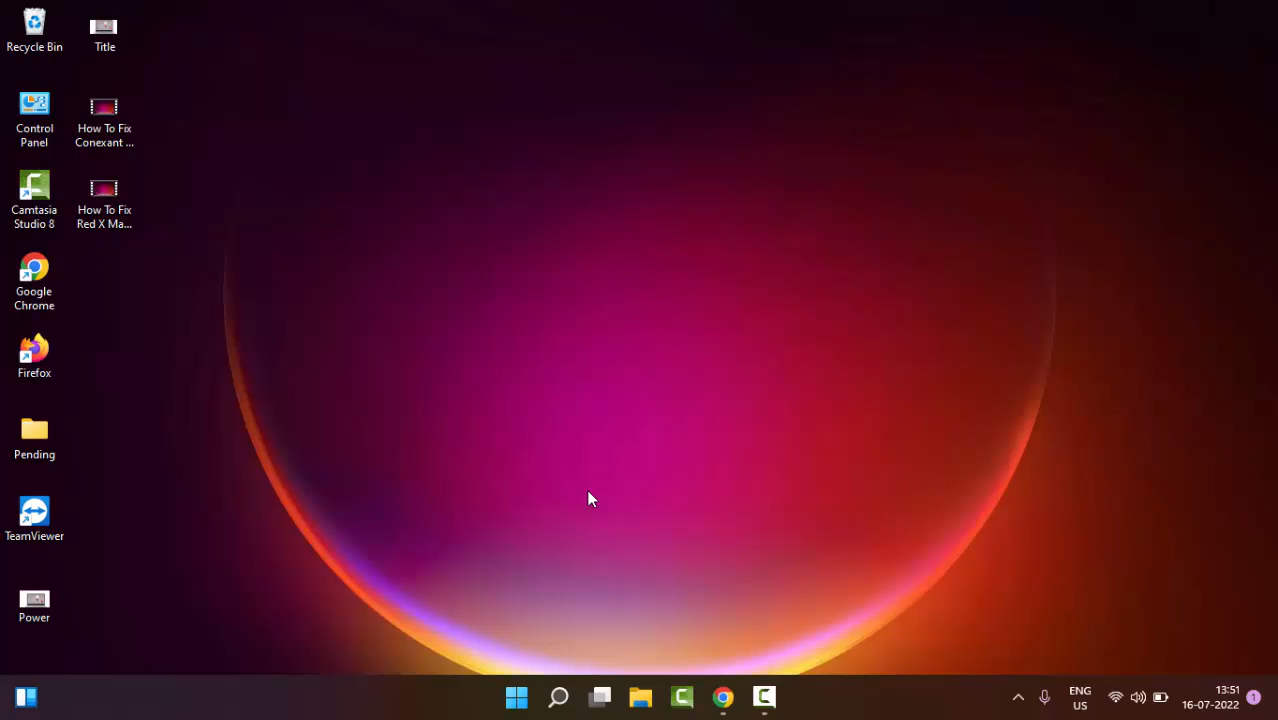 Recycle Bin
Title
Control
Panel
How To Fix
Conexant ...
Camtasia
Studio 8
How To Fix
Red X Ma...
Google
Chrome
Firefox
Pending
TeamViewer
Power
ENG
US
13:51
16-07-2022
1